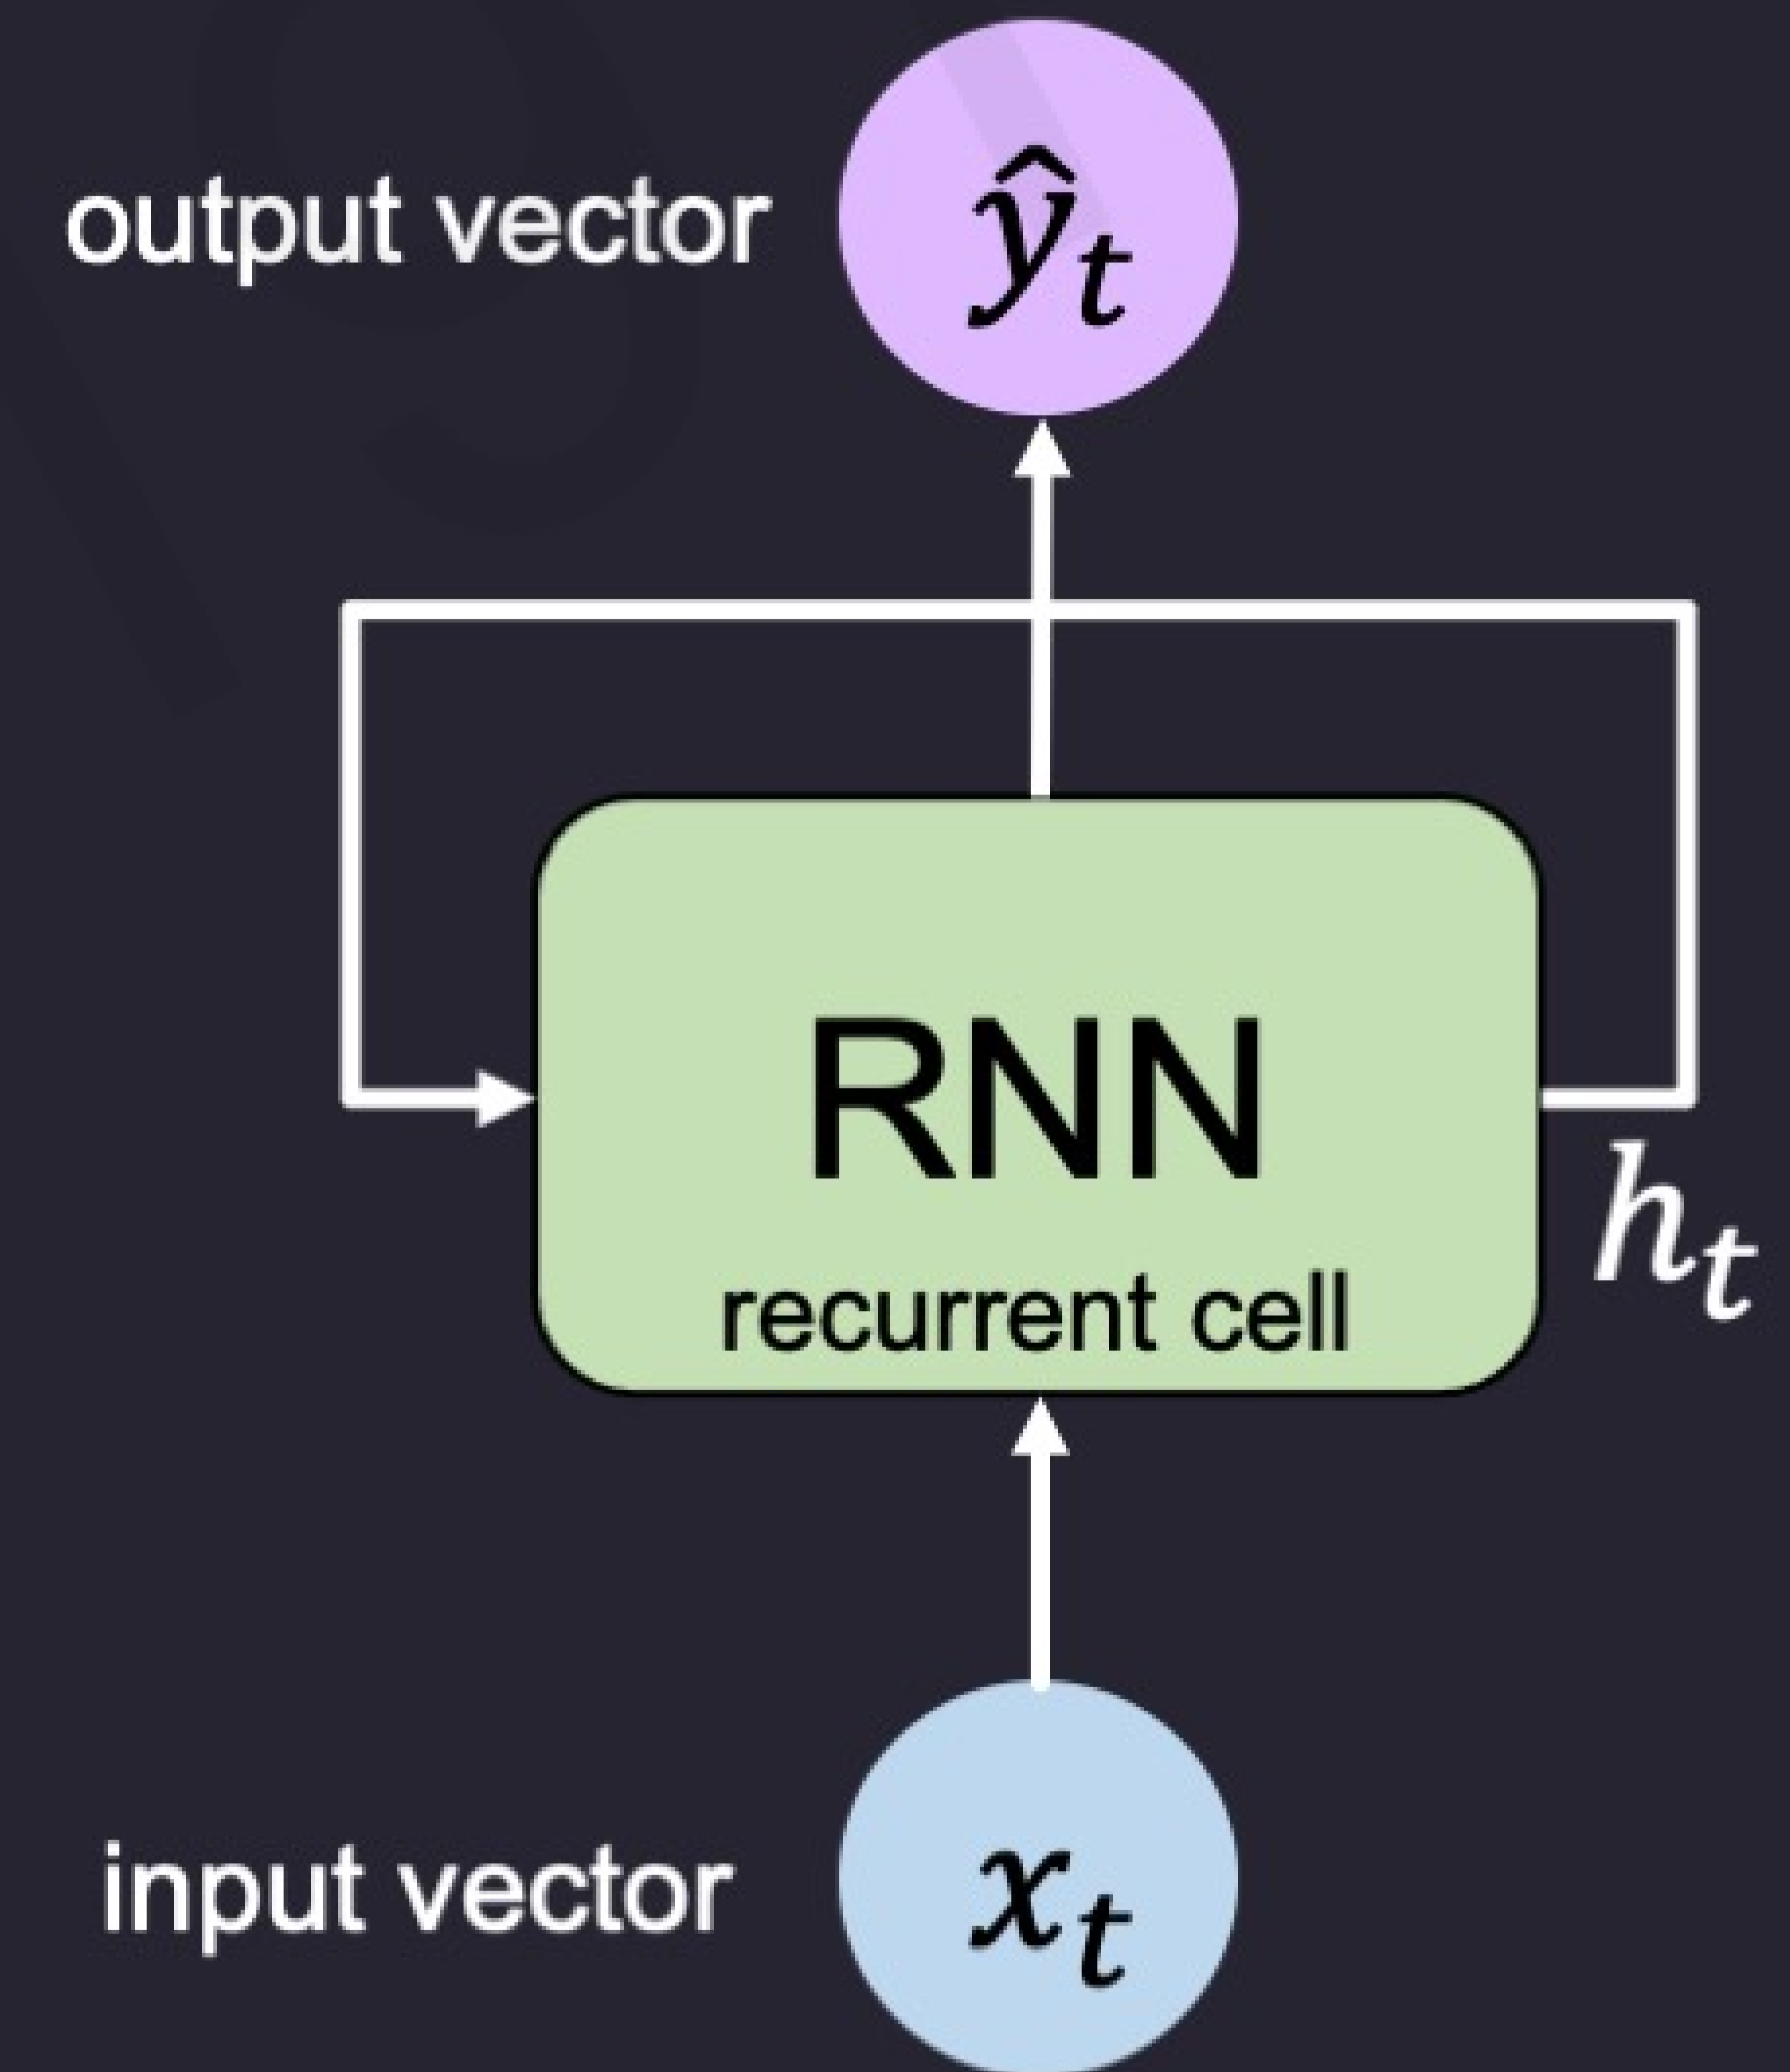 output vector
ŷt
RNN
recurrent cell
ht
input vector
xt